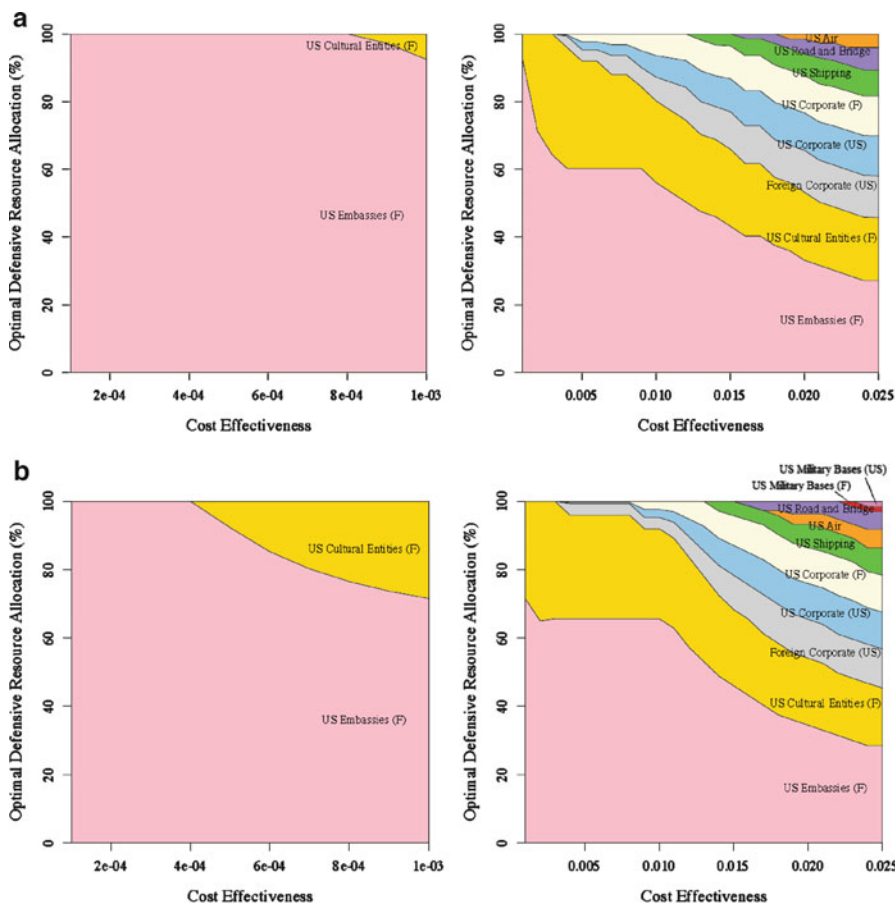 a
Optimal Defensive Resource Allocation (%)
100
80
60
40
20
0
US Cultural Entities (F)
US Embassies (F)
2e-04 4e-04 6e-04 8e-04 1e-03
Cost Effectiveness
Optimal Defensive Resource Allocation (%)
100
80
60
40
20
0
US Air
US Road and Bridge
US Shipping
US Corporate (F)
US Corporate (US)
Foreign Corporate (US)
US Cultural Entities (F)
US Embassies (F)
0.005 0.010 0.015 0.020 0.025
Cost Effectiveness
b
Optimal Defensive Resource Allocation (%)
100
80
60
40
20
0
US Cultural Entities (F)
US Embassies (F)
2e-04 4e-04 6e-04 8e-04 1e-03
Cost Effectiveness
Optimal Defensive Resource Allocation (%)
100
80
60
40
20
0
US Military Bases (US)
US Military Bases (F)
US Road and Bridge
US Air
US Shipping
US Corporate (F)
US Corporate (US)
Foreign Corporate (US)
US Cultural Entities (F)
US Embassies (F)
0.005 0.010 0.015 0.020 0.025
Cost Effectiveness